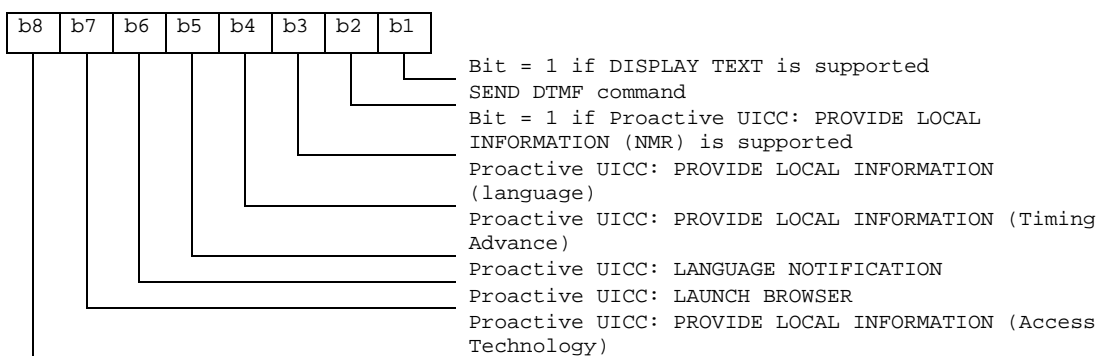 b8 b7 b6 b5 b4 b3 b2 b1
Bit = 1 if DISPLAY TEXT is supported
SEND DTMF command
Bit = 1 if Proactive UICC: PROVIDE LOCAL
INFORMATION (NMR) is supported
Proactive UICC: PROVIDE LOCAL INFORMATION
(language)
Proactive UICC: PROVIDE LOCAL INFORMATION (Timing
Advance)
Proactive UICC: LANGUAGE NOTIFICATION
Proactive UICC: LAUNCH BROWSER
Proactive UICC: PROVIDE LOCAL INFORMATION (Access
Technology)